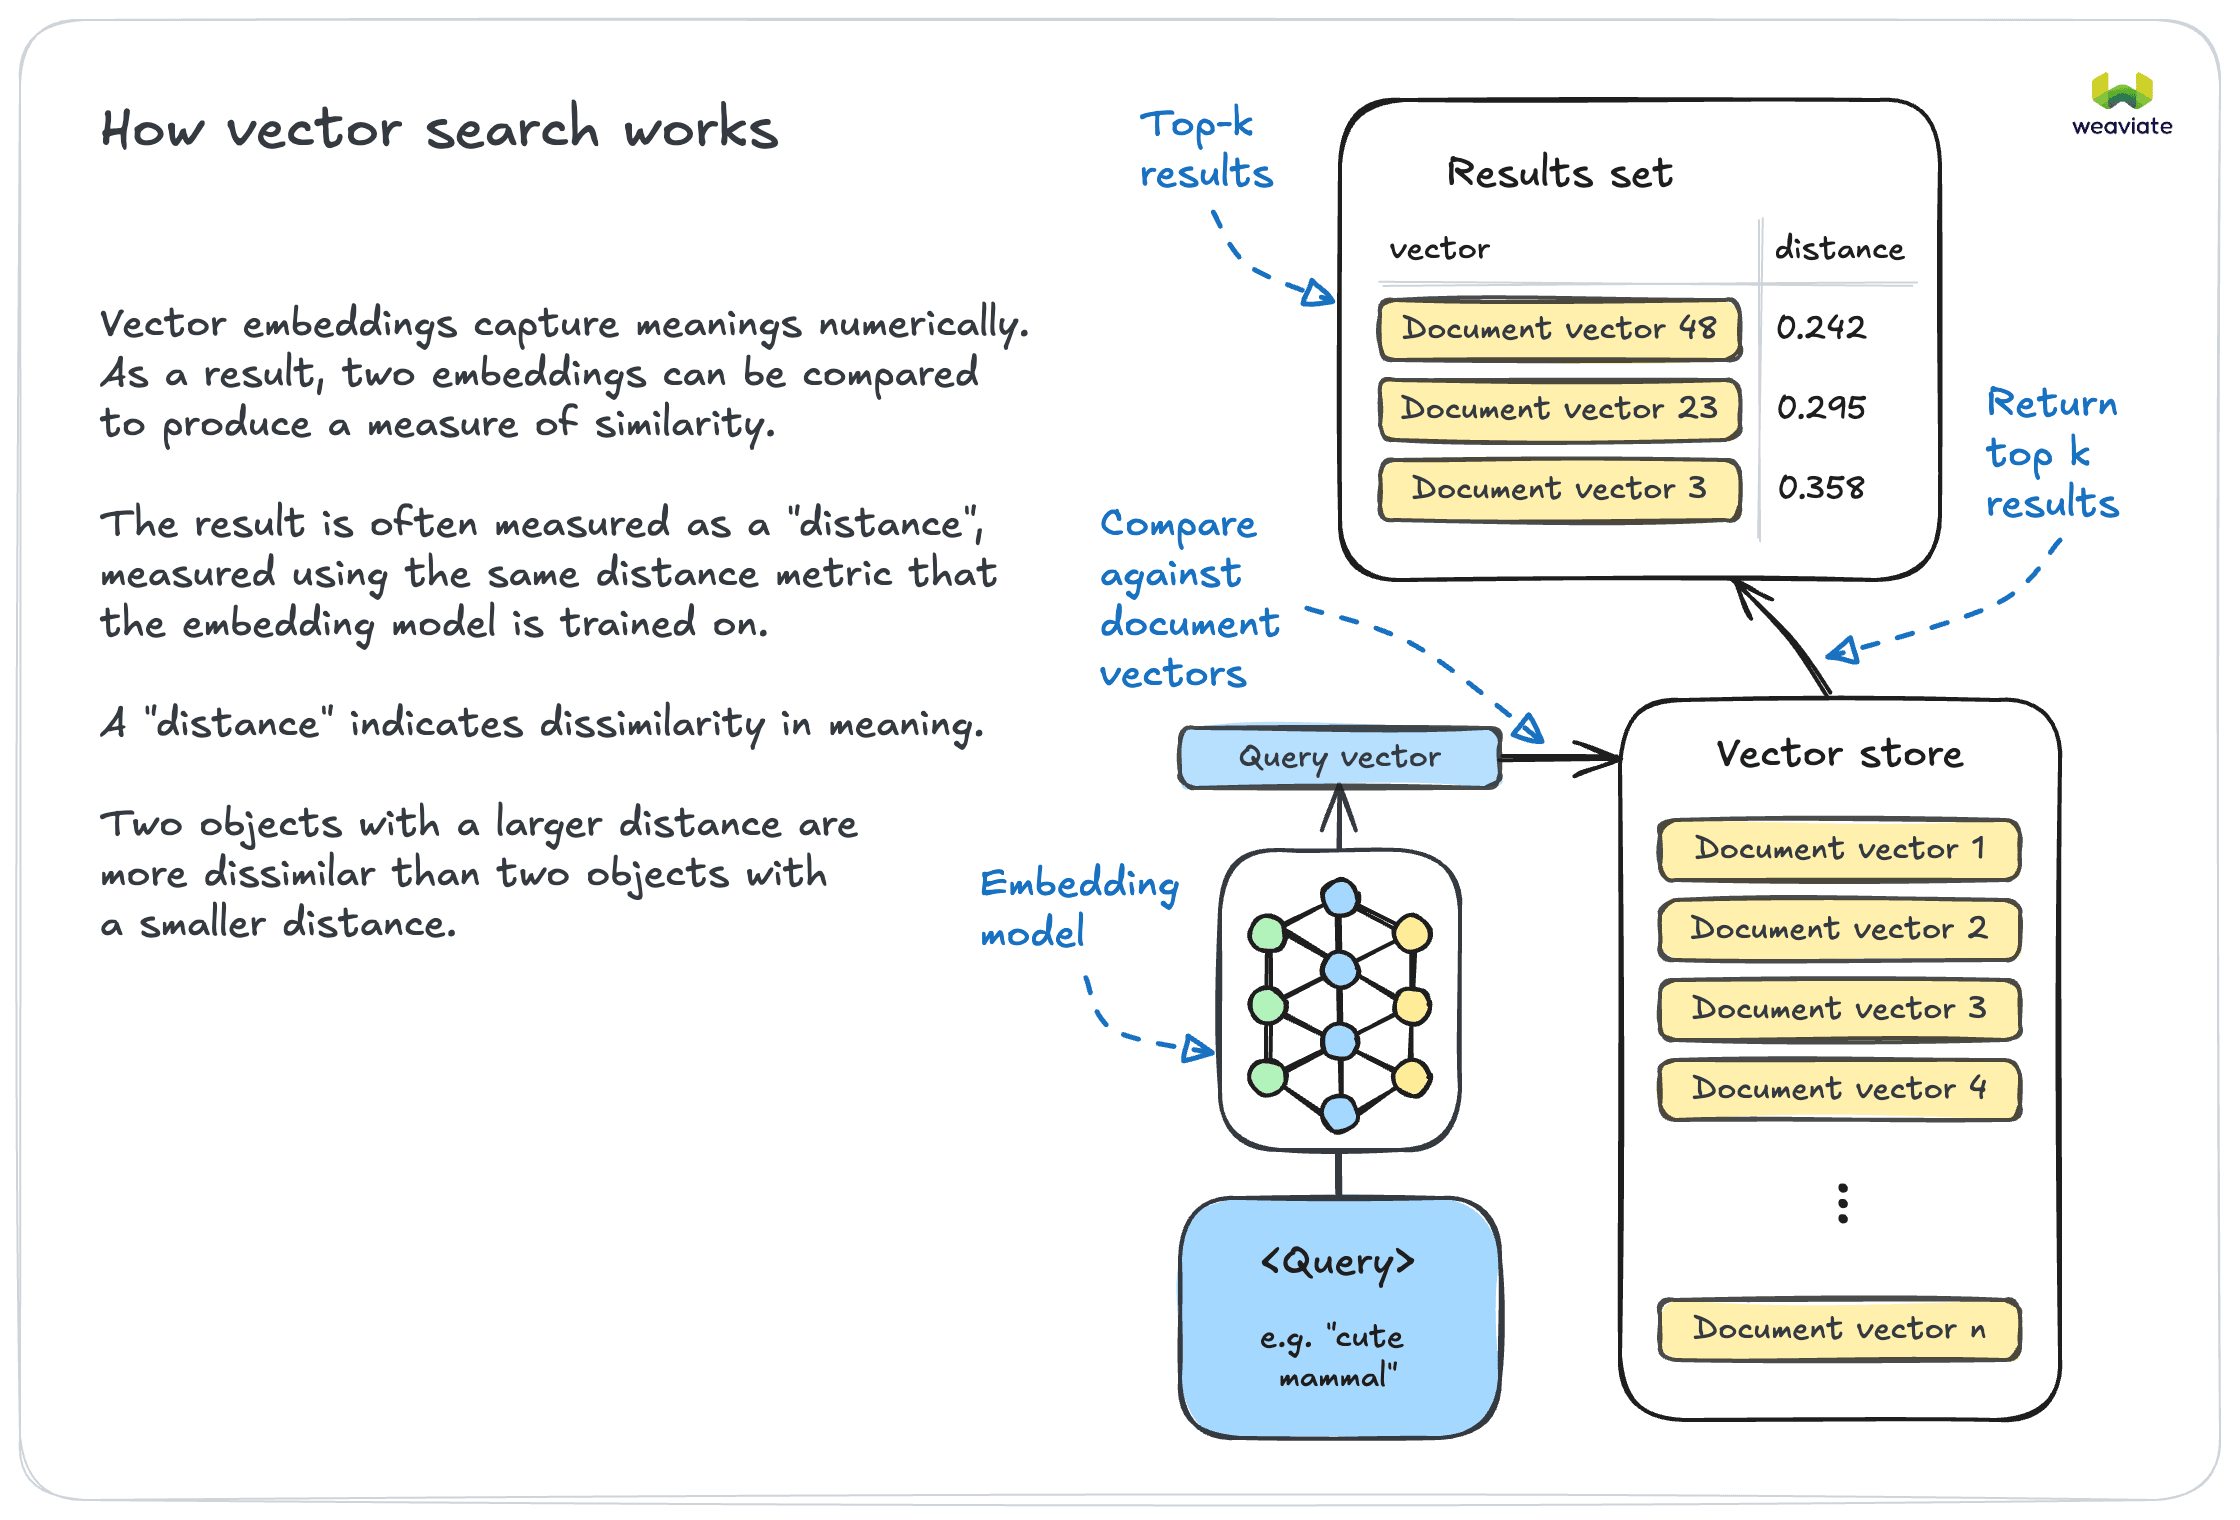 How vector search works
weaviate
Vector embeddings capture meanings numerically.
As a result, two embeddings can be compared
to produce a measure of similarity.
The result is often measured as a "distance",
measured using the same distance metric that
the embedding model is trained on.
A "distance" indicates dissimilarity in meaning.
Two objects with a larger distance are
more dissimilar than two objects with
a smaller distance.
Top-k
results
Results set
vector distance
Document vector 48 0.242
Document vector 23 0.295
Document vector 3 0.358
Return
top k
results
Compare
against
document
vectors
Query vector
Embedding
model
<Query>
e.g. "cute
mammal"
Vector store
Document vector 1
Document vector 2
Document vector 3
Document vector 4
Document vector n